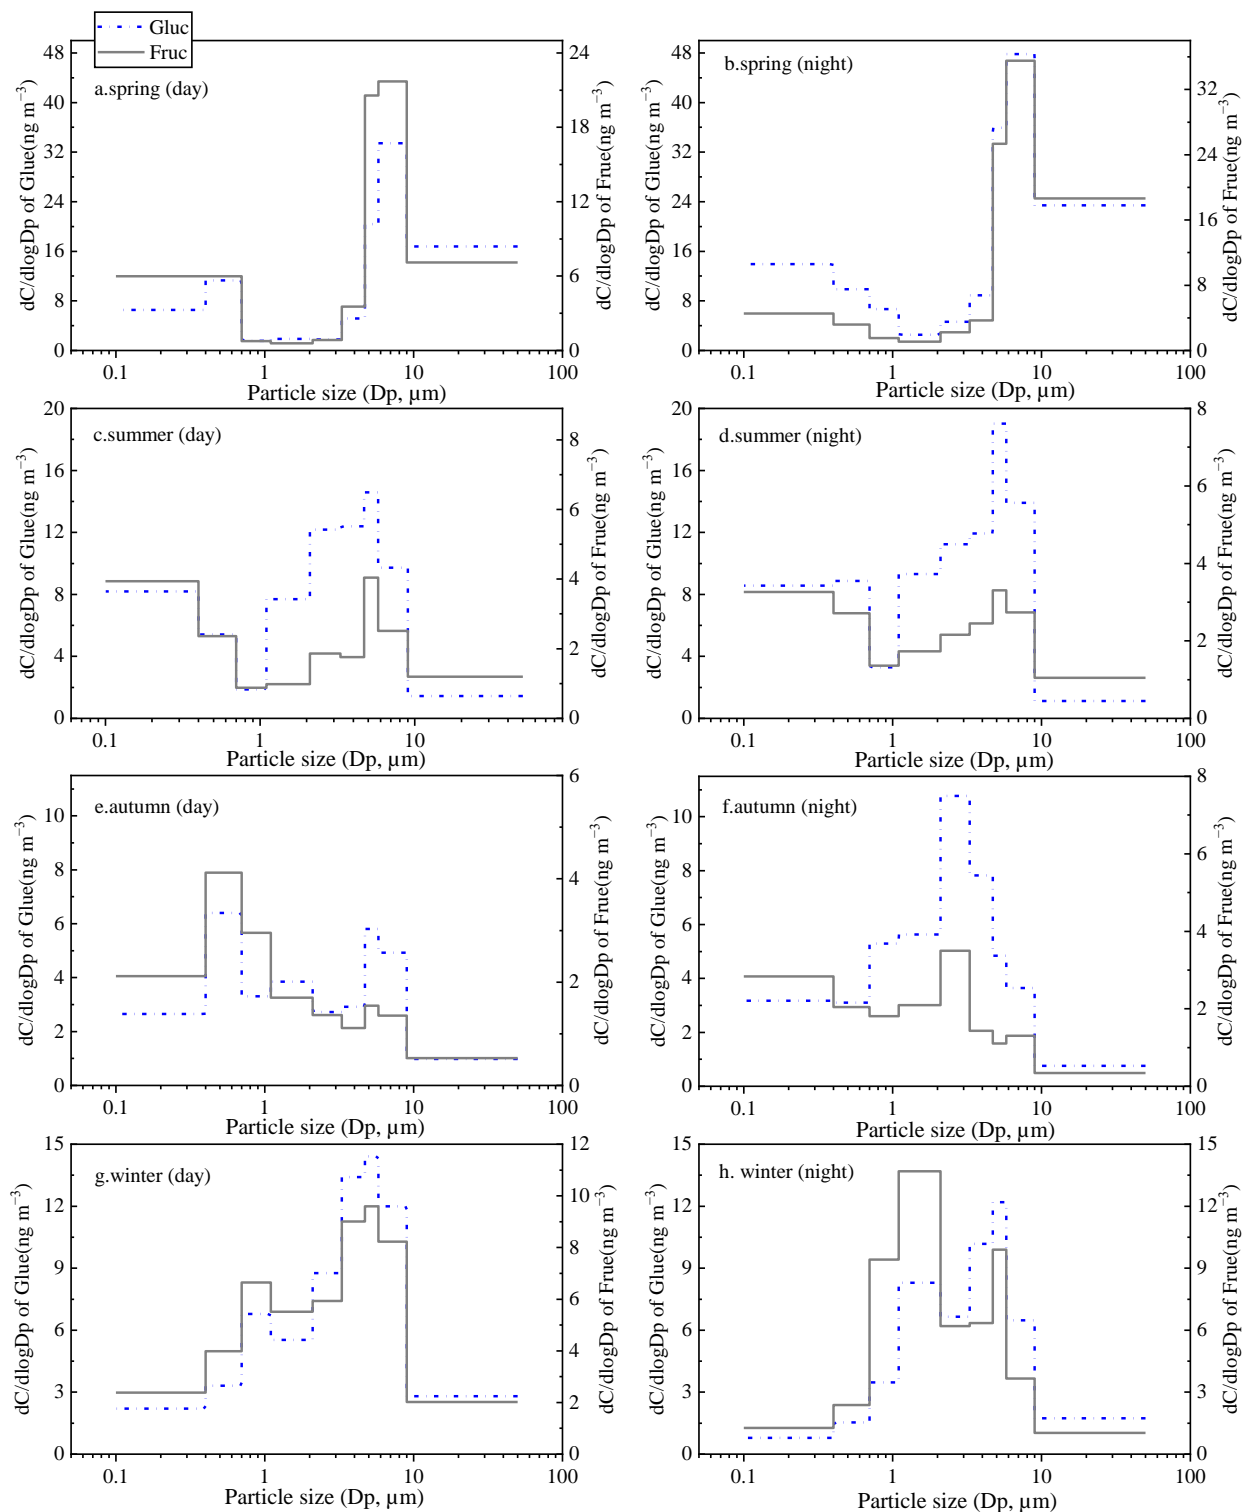 Gluc
Fruc
a.spring (day)
dC/dlogDp of Glue(ng m⁻³)
0 8 16 24 32 40 48
dC/dlogDp of Frue(ng m⁻³)
0 6 12 18 24
0.1 1 10 100
Particle size (Dp, µm)
b.spring (night)
dC/dlogDp of Glue(ng m⁻³)
0 8 16 24 32 40 48
dC/dlogDp of Frue(ng m⁻³)
0 8 16 24 32
0.1 1 10 100
Particle size (Dp, µm)
c.summer (day)
dC/dlogDp of Glue(ng m⁻³)
0 4 8 12 16 20
dC/dlogDp of Frue(ng m⁻³)
0 2 4 6 8
0.1 1 10
Particle size (Dp, µm)
d.summer (night)
dC/dlogDp of Glue(ng m⁻³)
0 4 8 12 16 20
dC/dlogDp of Frue(ng m⁻³)
0 2 4 6 8
0.1 1 10 100
Particle size (Dp, µm)
e.autumn (day)
dC/dlogDp of Glue(ng m⁻³)
0 2 4 6 8 10
dC/dlogDp of Frue(ng m⁻³)
0 2 4 6
0.1 1 10 100
Particle size (Dp, µm)
f.autumn (night)
dC/dlogDp of Glue(ng m⁻³)
0 2 4 6 8 10
dC/dlogDp of Frue(ng m⁻³)
0 2 4 6 8
0.1 1 10 100
Particle size (Dp, µm)
g.winter (day)
dC/dlogDp of Glue(ng m⁻³)
0 3 6 9 12 15
dC/dlogDp of Frue(ng m⁻³)
0 2 4 6 8 10 12
0.1 1 10 100
Particle size (Dp, µm)
h. winter (night)
dC/dlogDp of Glue(ng m⁻³)
0 3 6 9 12 15
dC/dlogDp of Frue(ng m⁻³)
0 3 6 9 12 15
0.1 1 10 100
Particle size (Dp, µm)